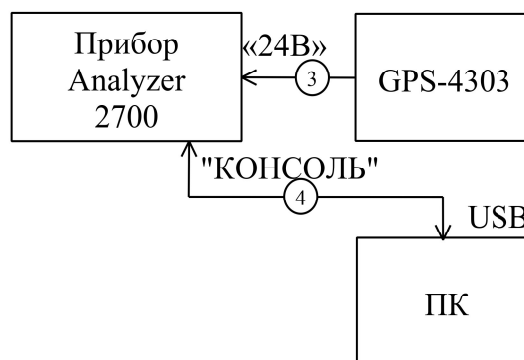 Прибор
Analyzer
2700
«24В»
3
GPS-4303
"КОНСОЛЬ"
4
USB
ПК